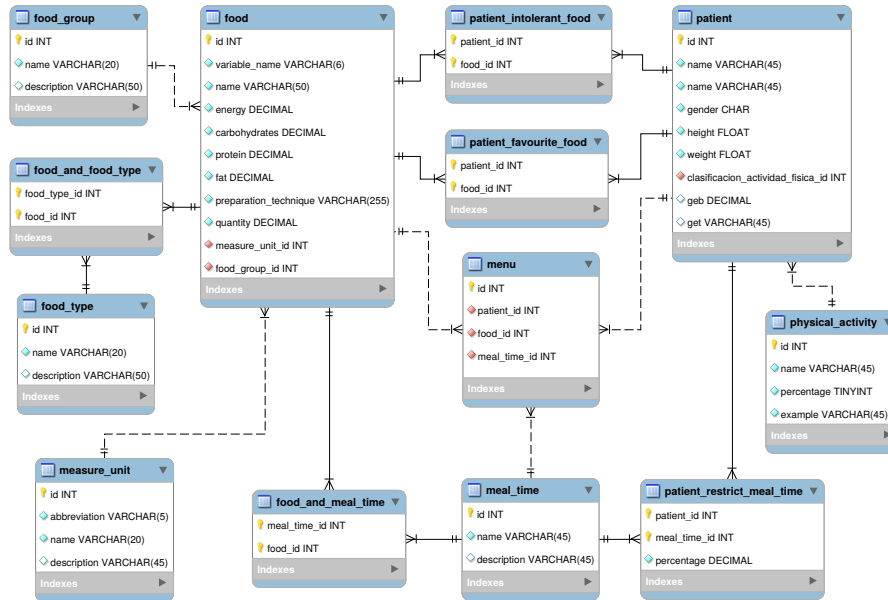 food_group
id INT
name VARCHAR(20)
description VARCHAR(50)
Indexes
food
id INT
variable_name VARCHAR(6)
name VARCHAR(50)
energy DECIMAL
carbohydrates DECIMAL
protein DECIMAL
fat DECIMAL
preparation_technique VARCHAR(255)
quantity DECIMAL
measure_unit_id INT
food_group_id INT
Indexes
patient_intolerant_food
patient_id INT
food_id INT
Indexes
patient
id INT
name VARCHAR(45)
name VARCHAR(45)
gender CHAR
height FLOAT
weight FLOAT
clasificacion_actividad_fisica_id INT
geb DECIMAL
get VARCHAR(45)
Indexes
patient_favourite_food
patient_id INT
food_id INT
Indexes
food_and_food_type
food_type_id INT
food_id INT
Indexes
menu
id INT
patient_id INT
food_id INT
meal_time_id INT
Indexes
food_type
id INT
name VARCHAR(20)
description VARCHAR(50)
Indexes
physical_activity
id INT
name VARCHAR(45)
percentage TINYINT
example VARCHAR(45)
Indexes
measure_unit
id INT
abbreviation VARCHAR(5)
name VARCHAR(20)
description VARCHAR(45)
Indexes
food_and_meal_time
meal_time_id INT
food_id INT
Indexes
meal_time
id INT
name VARCHAR(45)
description VARCHAR(45)
Indexes
patient_restrict_meal_time
patient_id INT
meal_time_id INT
percentage DECIMAL
Indexes